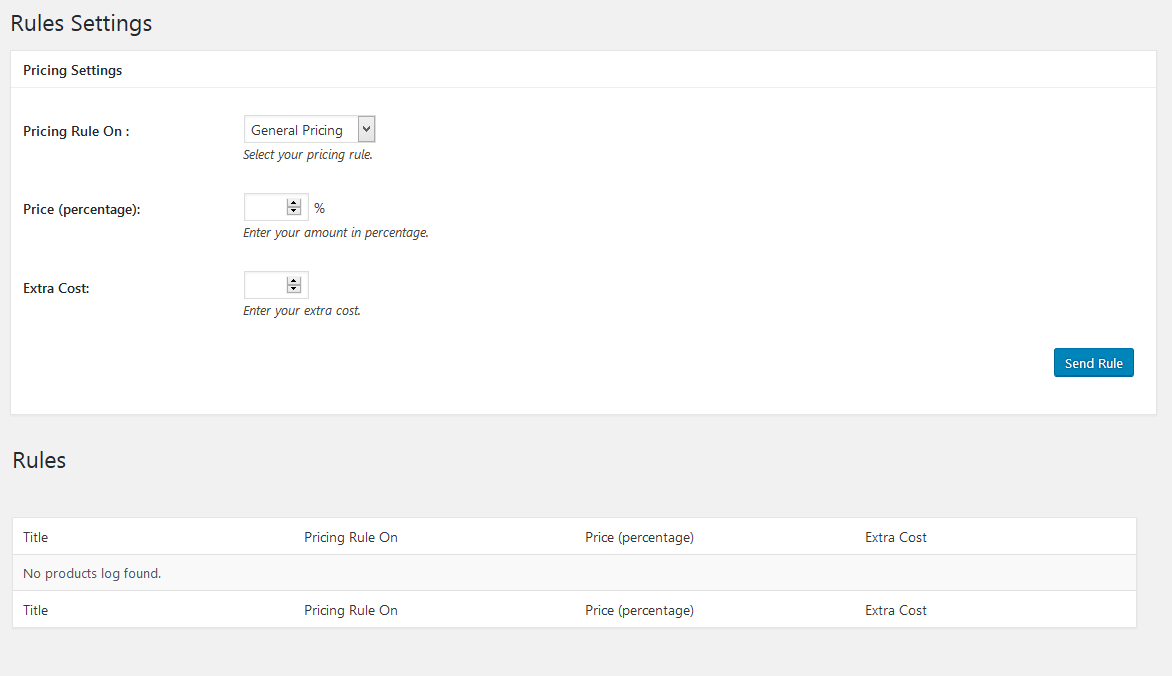 Rules Settings
Pricing Settings
Pricing Rule On :
General Pricing
Select your pricing rule.
Price (percentage):
%
Enter your amount in percentage.
Extra Cost:
Enter your extra cost.
Send Rule
Rules
Title Pricing Rule On Price (percentage) Extra Cost
No products log found.
Title Pricing Rule On Price (percentage) Extra Cost